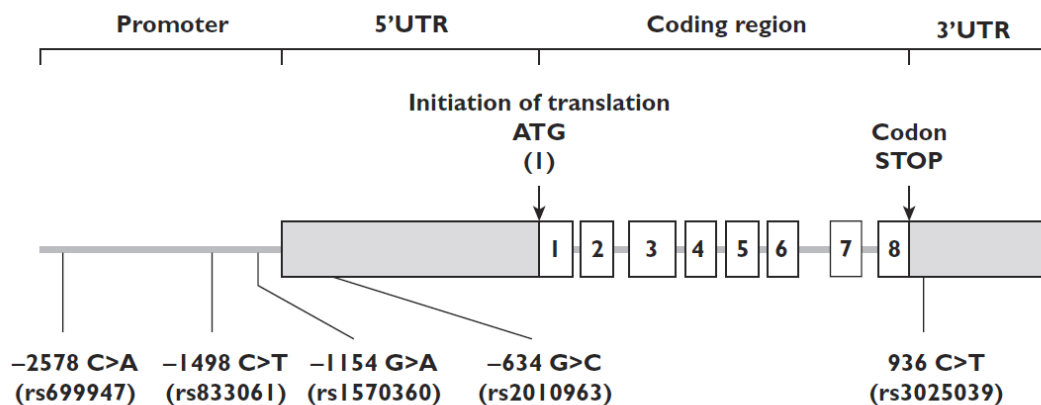 Promoter 5'UTR Coding region 3'UTR
Initiation of translation
ATG
(1)
Codon
STOP
1 2 3 4 5 6 7 8
–2578 C>A –1498 C>T –1154 G>A –634 G>C 936 C>T
(rs699947) (rs833061) (rs1570360) (rs2010963) (rs3025039)